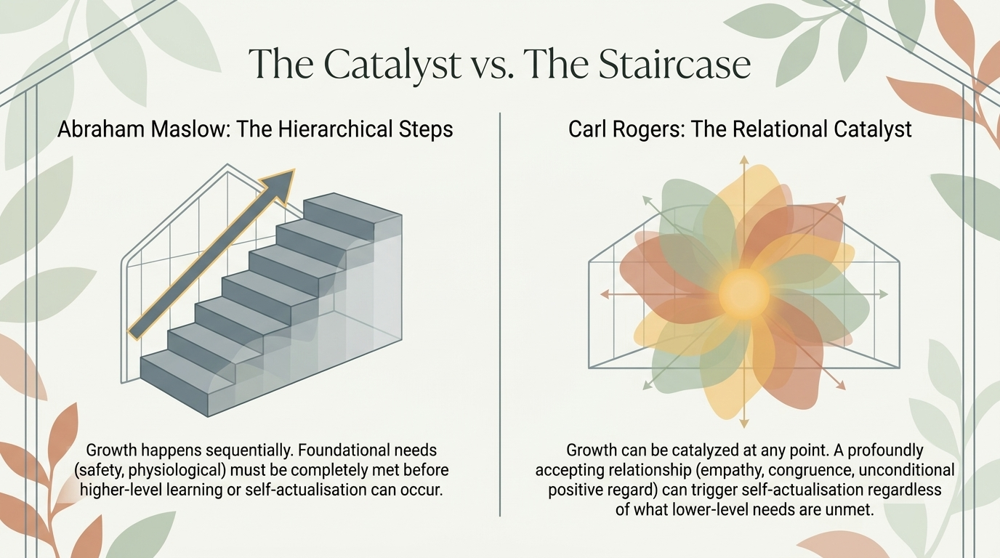 The Catalyst vs. The Staircase
Abraham Maslow: The Hierarchical Steps
Growth happens sequentially. Foundational needs
(safety, physiological) must be completely met before
higher-level learning or self-actualisation can occur.
Carl Rogers: The Relational Catalyst
Growth can be catalyzed at any point. A profoundly
accepting relationship (empathy, congruence, unconditional
positive regard) can trigger self-actualisation regardless
of what lower-level needs are unmet.